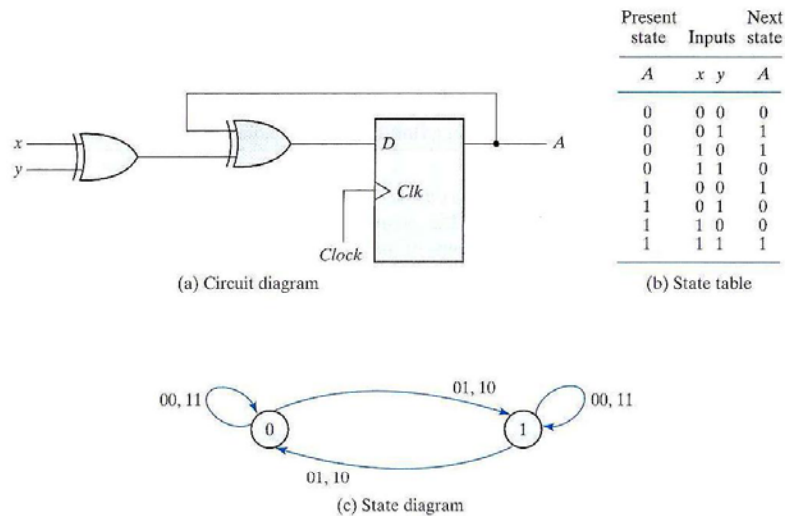 x
y
D
Clk
Clock
A
(a) Circuit diagram
Present Next
state Inputs state
A x y A
0 0 0 0
0 0 1 1
0 1 0 1
0 1 1 0
1 0 0 1
1 0 1 0
1 1 0 0
1 1 1 1
(b) State table
00, 11
0
01, 10
1
00, 11
01, 10
(c) State diagram